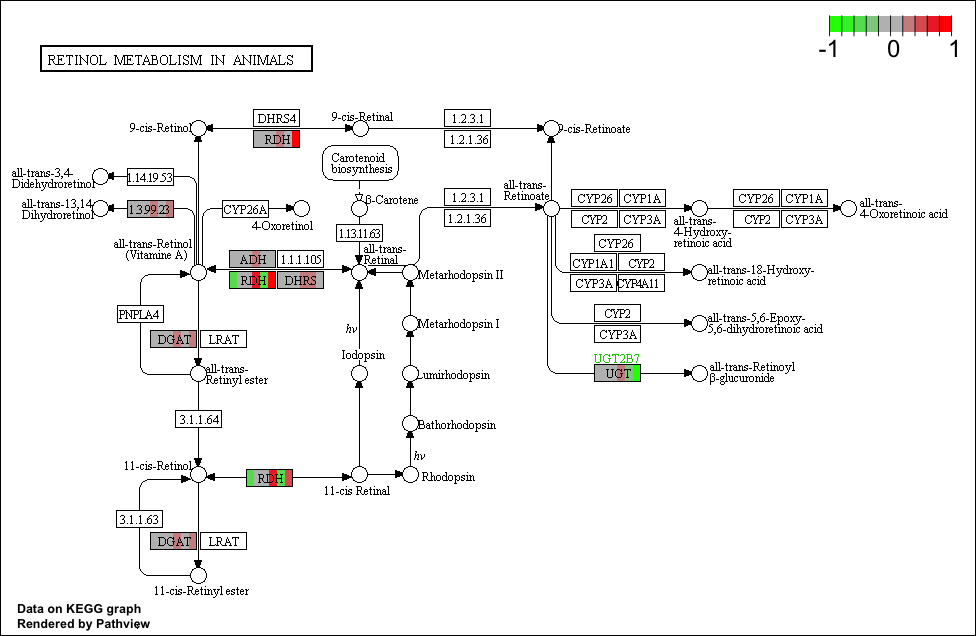 -1 0 1
RETINOL METABOLISM IN ANIMALS
9-cis-Retinol
DHRS4
RDH
9-cis-Retinal
1.2.3.1
1.2.1.36
9-cis-Retinoate
Carotenoid
biosynthesis
all-trans-3,4-
Didehydroretinol
1.14.19.53
all-trans-13,14
Dihydroretinol
1.3.99.23
CYP26A
4-Oxoretinol
β-Carotene
1.13.11.63
all-trans-
Retinal
1.2.3.1
1.2.1.36
all-trans-
Retinoate
CYP26
CYP1A
CYP2
CYP3A
all-trans-
4-Hydroxy-
retinoic acid
CYP26
CYP1A
CYP2
CYP3A
all-trans-
4-Oxoretinoic acid
all-trans-Retinol
(Vitamine A)
ADH
1.1.1.105
RDH
DHRS
Metarhodopsin II
CYP26
CYP1A1
CYP2
CYP3A
CYP4A11
all-trans-18-Hydroxy-
retinoic acid
PNPLA4
DGAT
LRAT
hν
Metarhodopsin I
CYP2
CYP3A
all-trans-5,6-Epoxy-
5,6-dihydroretinoic acid
Iodopsin
all-trans-
Retinyl ester
Lumirhodopsin
UGT2B7
UGT
all-trans-Retinoyl
β-glucuronide
3.1.1.64
Bathorhodopsin
hν
11-cis-Retinol
RDH
11-cis Retinal
Rhodopsin
3.1.1.63
DGAT
LRAT
11-cis-Retinyl ester
Data on KEGG graph
Rendered by Pathview